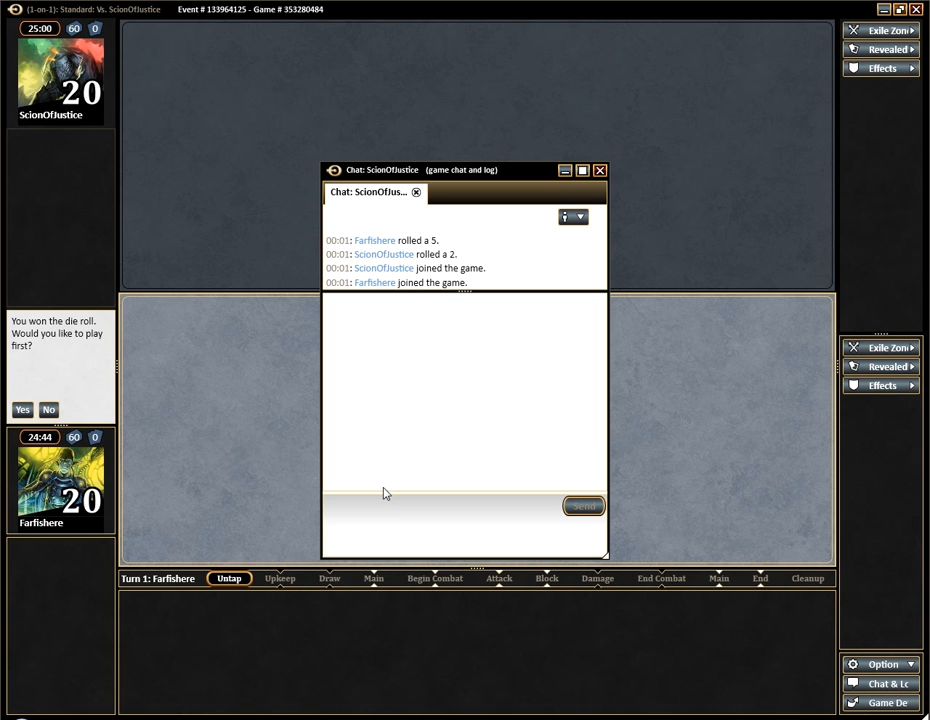 (1-on-1): Standard: Vs. ScionOfJustice Event # 133964125 - Game # 353280484
25:00 60 0
20
ScionOfJustice
Exile Zon
Revealed
Effects
Chat: ScionOfJustice (game chat and log)
Chat: ScionOfJus...
00:01: Farfishere rolled a 5.
00:01: ScionOfJustice rolled a 2.
00:01: ScionOfJustice joined the game.
00:01: Farfishere joined the game.
Send
You won the die roll.
Would you like to play
first?
Yes No
24:44 60 0
20
Farfishere
Exile Zon
Revealed
Effects
Turn 1: Farfishere Untap Upkeep Draw Main Begin Combat Attack Block Damage End Combat Main End Cleanup
Option
Chat & Lo
Game De